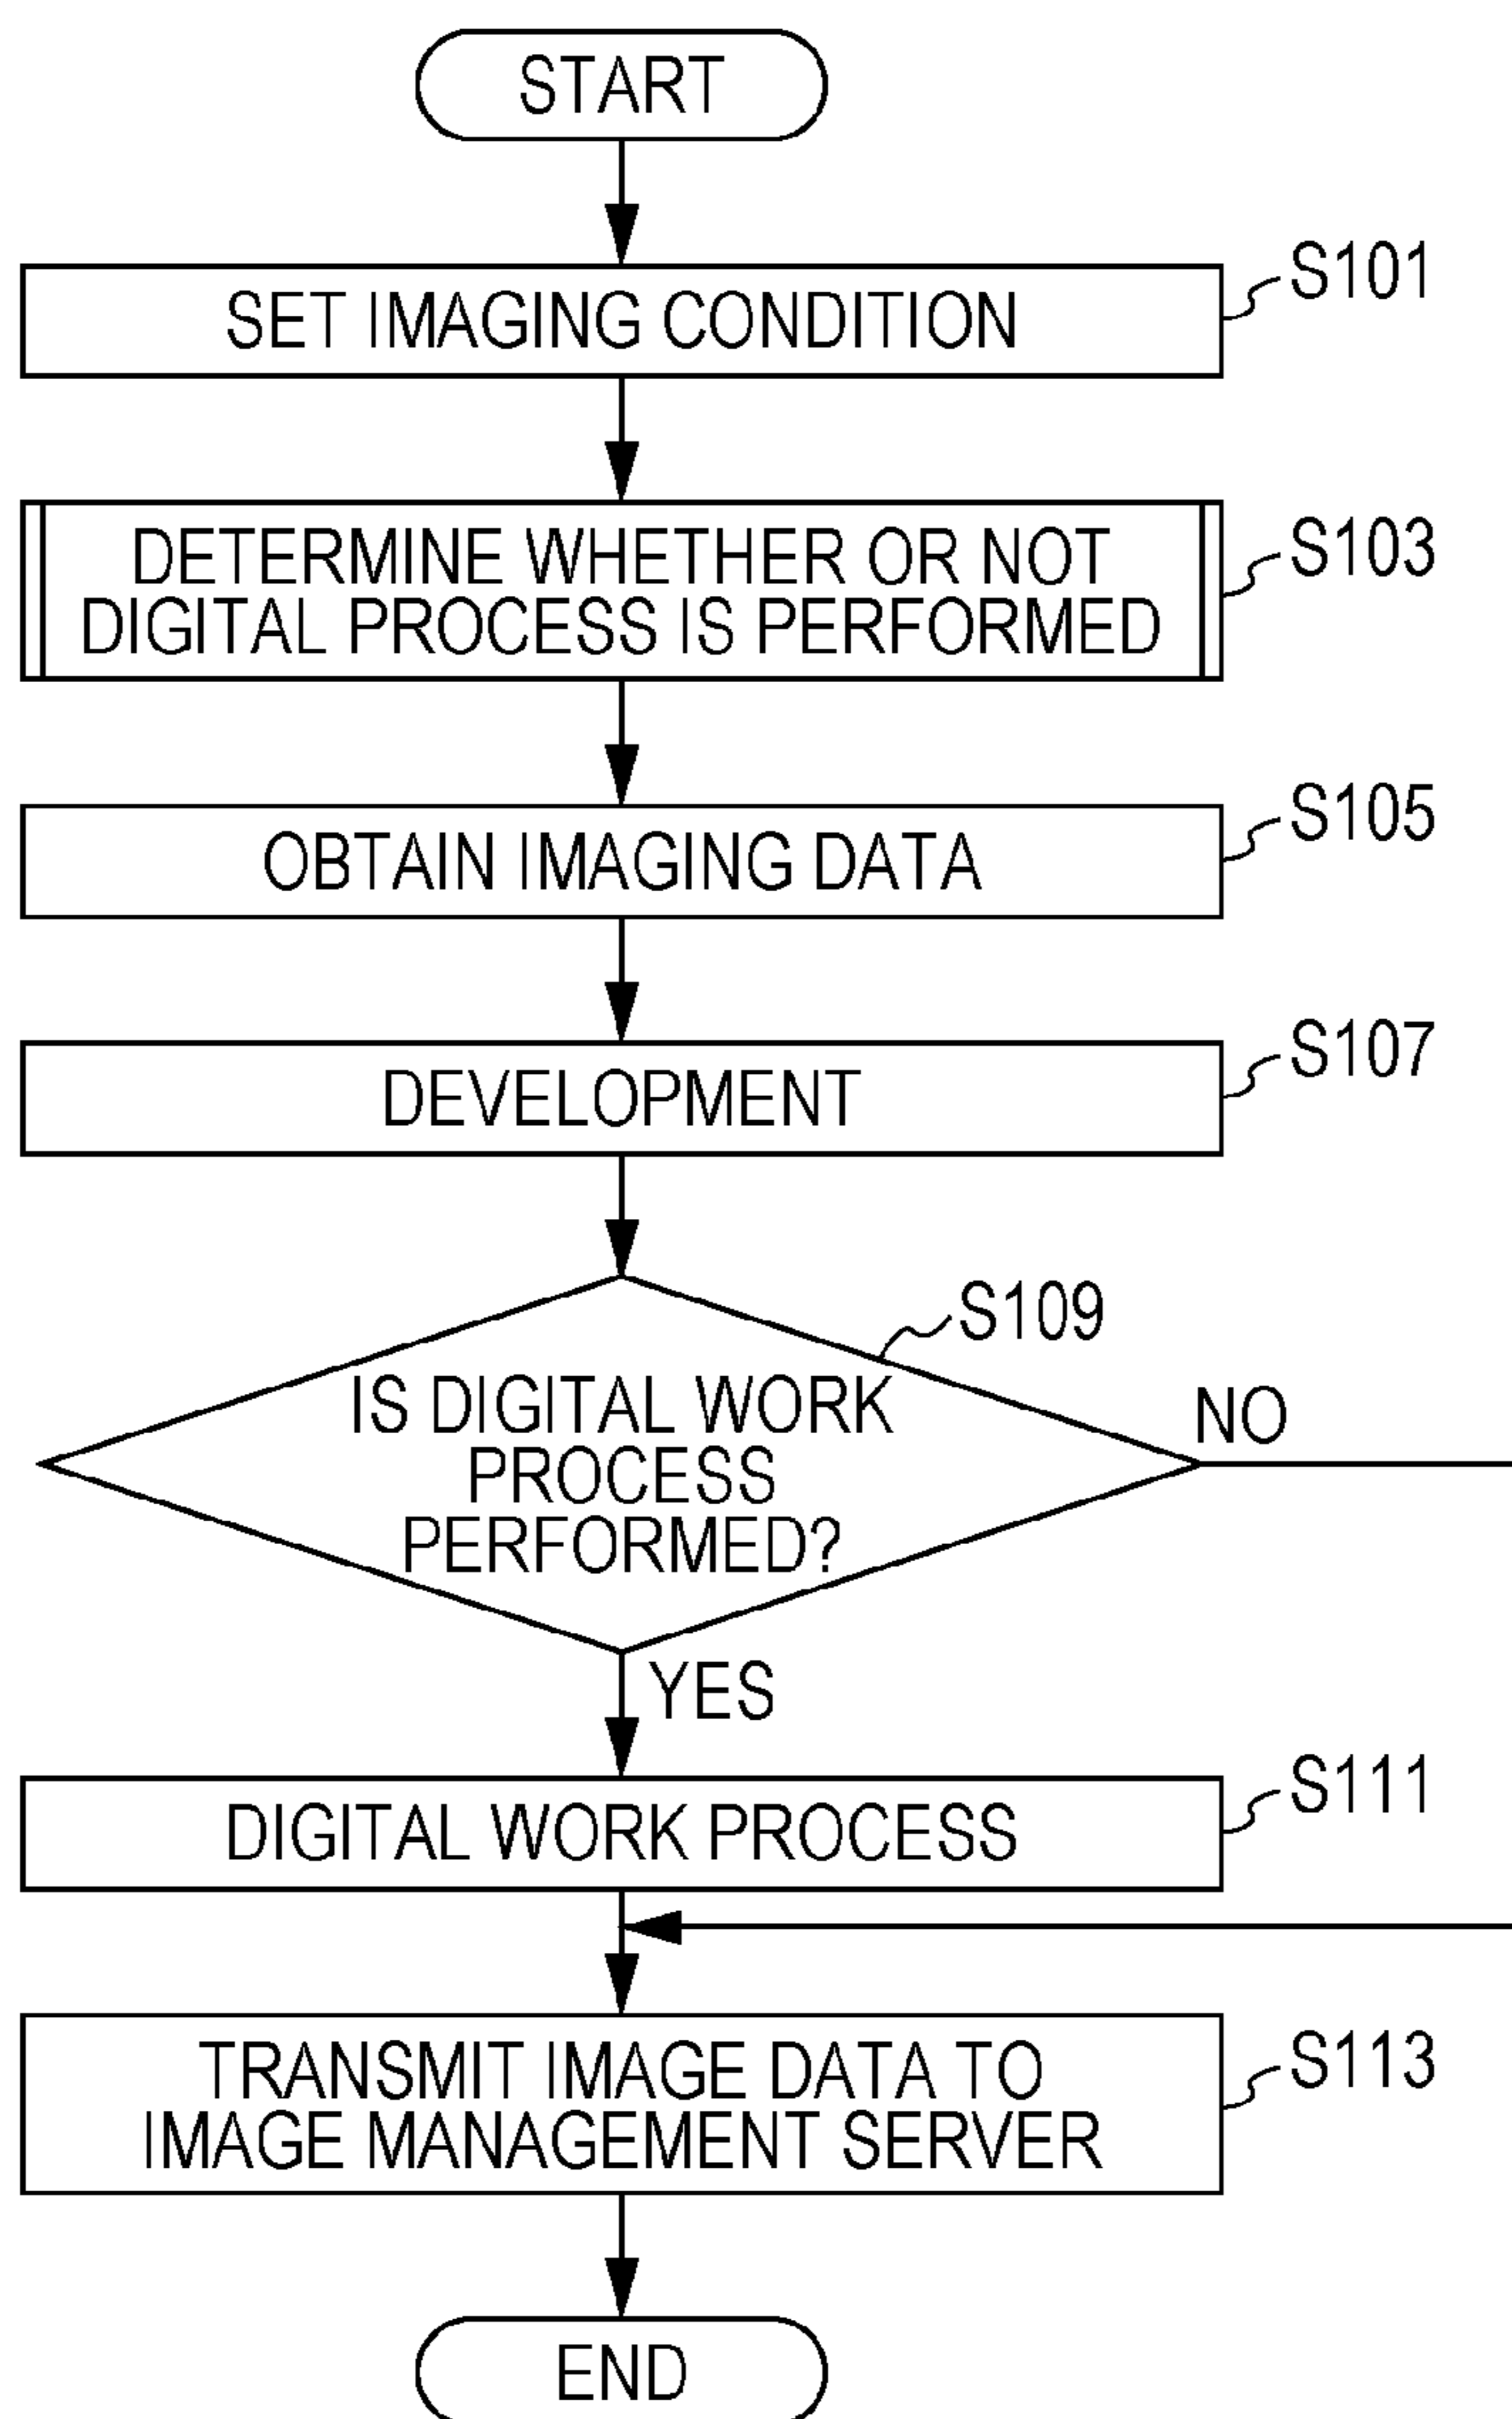 START
SET IMAGING CONDITION
S101
DETERMINE WHETHER OR NOT
DIGITAL PROCESS IS PERFORMED
S103
OBTAIN IMAGING DATA
S105
DEVELOPMENT
S107
S109
IS DIGITAL WORK
PROCESS
PERFORMED?
NO
YES
DIGITAL WORK PROCESS
S111
TRANSMIT IMAGE DATA TO
IMAGE MANAGEMENT SERVER
S113
END